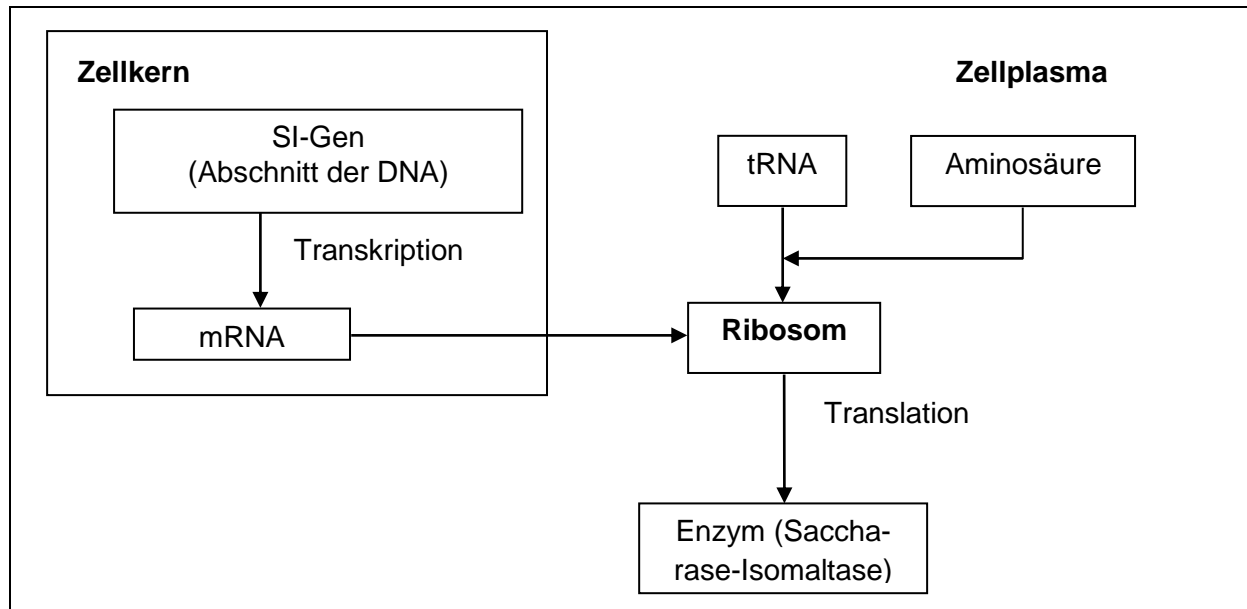 Zellkern
Zellplasma
SI-Gen
(Abschnitt der DNA)
tRNA
Aminosäure
Transkription
mRNA
Ribosom
Translation
Enzym (Saccha-
rase-Isomaltase)